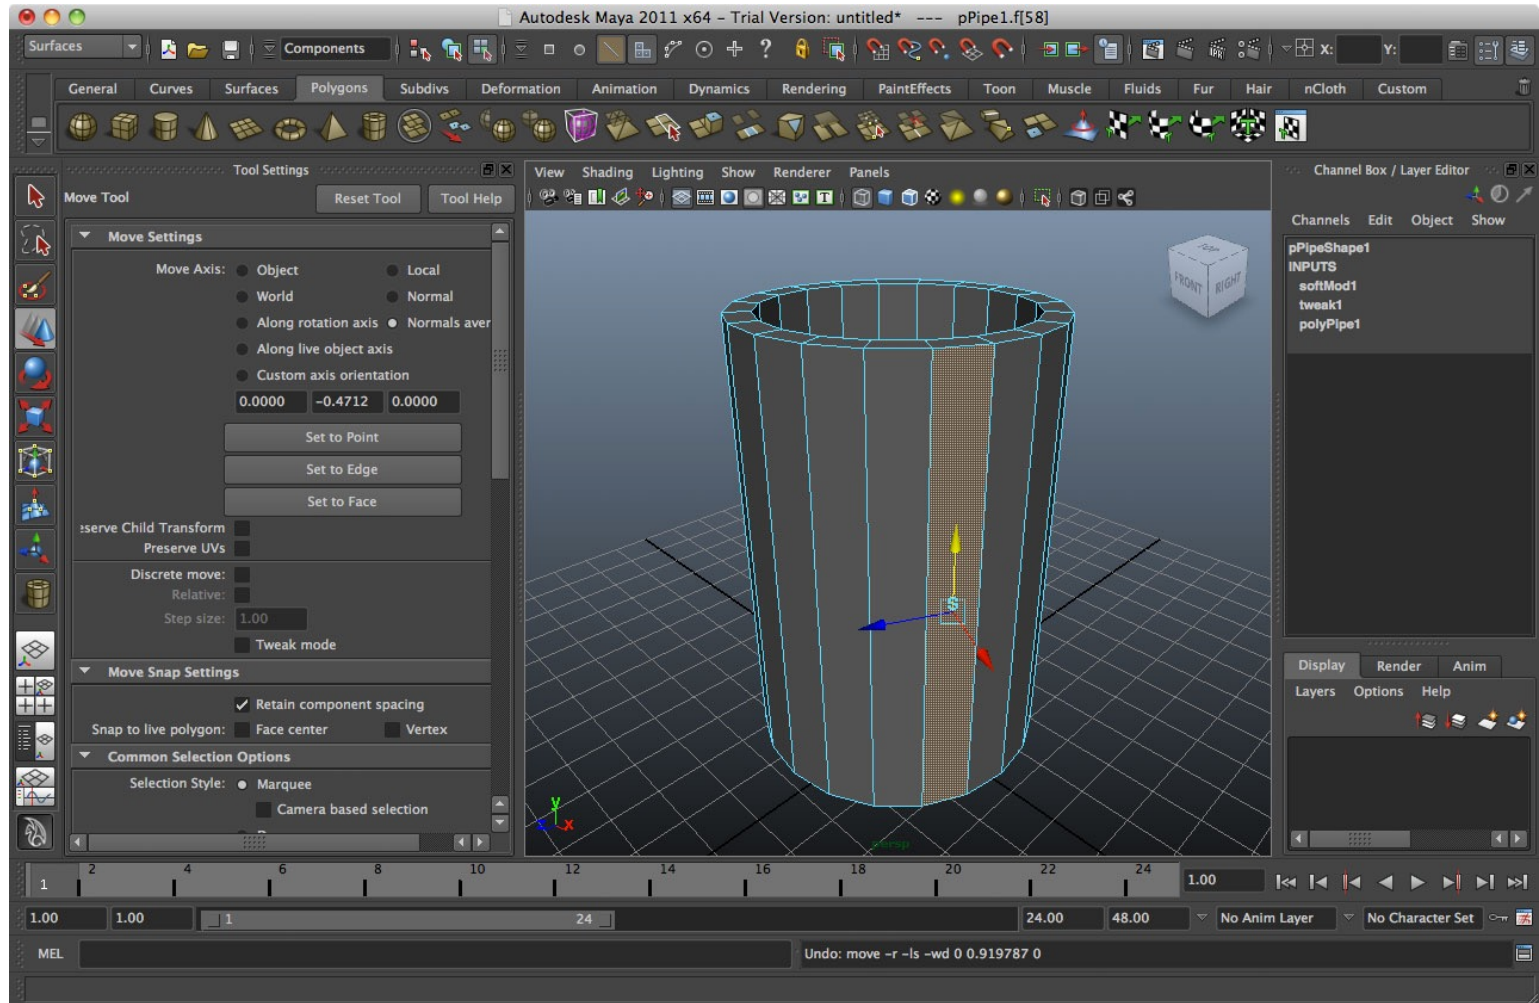 Autodesk Maya 2011 x64 – Trial Version: untitled* --- pPipe1.f[58]
Surfaces
Components
?
X:
Y:
General Curves Surfaces Polygons Subdivs Deformation Animation Dynamics Rendering PaintEffects Toon Muscle Fluids Fur Hair nCloth Custom
Tool Settings
Move Tool
Reset Tool
Tool Help
Move Settings
Move Axis: Object Local
World Normal
Along rotation axis Normals aver
Along live object axis
Custom axis orientation
0.0000 -0.4712 0.0000
Set to Point
Set to Edge
Set to Face
eserve Child Transform
Preserve UVs
Discrete move:
Relative:
Step size: 1.00
Tweak mode
Move Snap Settings
Retain component spacing
Snap to live polygon: Face center Vertex
Common Selection Options
Selection Style: Marquee
Camera based selection
View Shading Lighting Show Renderer Panels
TOP
FRONT RIGHT
S
y
x
persp
Channel Box / Layer Editor
Channels Edit Object Show
pPipeShape1
INPUTS
softMod1
tweak1
polyPipe1
Display Render Anim
Layers Options Help
1 2 4 6 8 10 12 14 16 18 20 22 24
1.00
1.00 1.00 1 24 24.00 48.00 No Anim Layer No Character Set
MEL
Undo: move -r -ls -wd 0 0.919787 0